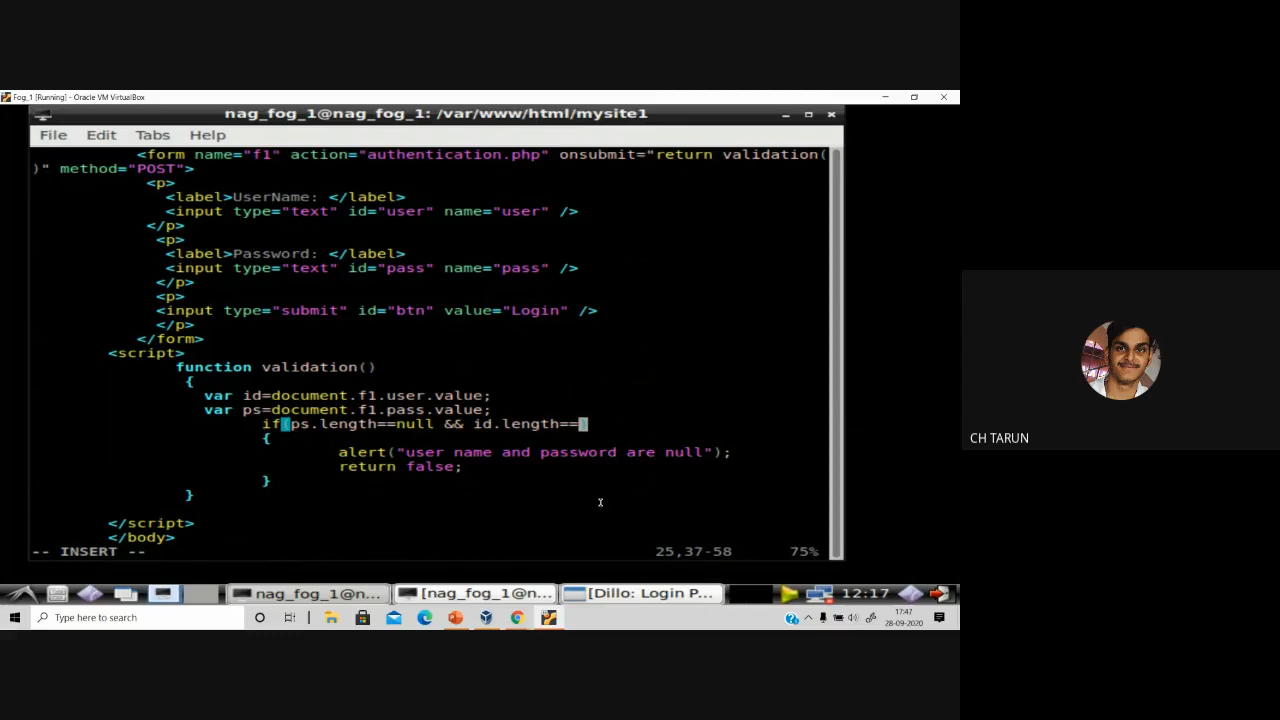 Fog_1 [Running] - Oracle VM VirtualBox
nag_fog_1@nag_fog_1: /var/www/html/mysite1
File Edit Tabs Help
<form name="f1" action="authentication.php" onsubmit="return validation(
)" method="POST">
<p>
<label>UserName: </label>
<input type="text" id="user" name="user" />
</p>
<p>
<label>Password: </label>
<input type="text" id="pass" name="pass" />
</p>
<p>
<input type="submit" id="btn" value="Login" />
</p>
</form>
<script>
function validation()
{
var id=document.f1.user.value;
var ps=document.f1.pass.value;
if(ps.length==null && id.length==)
{
alert("user name and password are null");
return false;
}
}
</script>
</body>
-- INSERT -- 25,37-58 75%
CH TARUN
nag_fog_1@n... [nag_fog_1@n... [Dillo: Login P... 12:17
Type here to search
17:47
28-09-2020